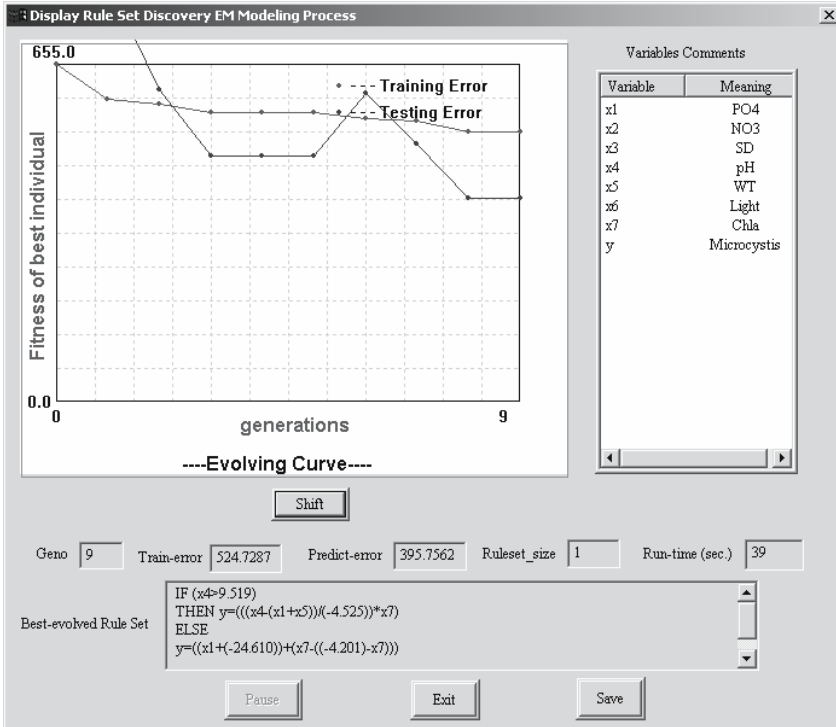 Display Rule Set Discovery EM Modeling Process
655.0
Training Error
Testing Error
Fitness of best individual
0.0
0
9
generations
----Evolving Curve----
Shift
Variables Comments
Variable Meaning
x1 PO4
x2 NO3
x3 SD
x4 pH
x5 WT
x6 Light
x7 Chla
y Microcystis
Geno 9 Train-error 524.7287 Predict-error 395.7562 Ruleset_size 1 Run-time (sec.) 39
Best-evolved Rule Set
IF (x4>9.519)
THEN y=(((x4-(x1+x5))/(-4.525))*x7)
ELSE
y=((x1+(-24.610))+(x7-((-4.201)-x7)))
Pause Exit Save